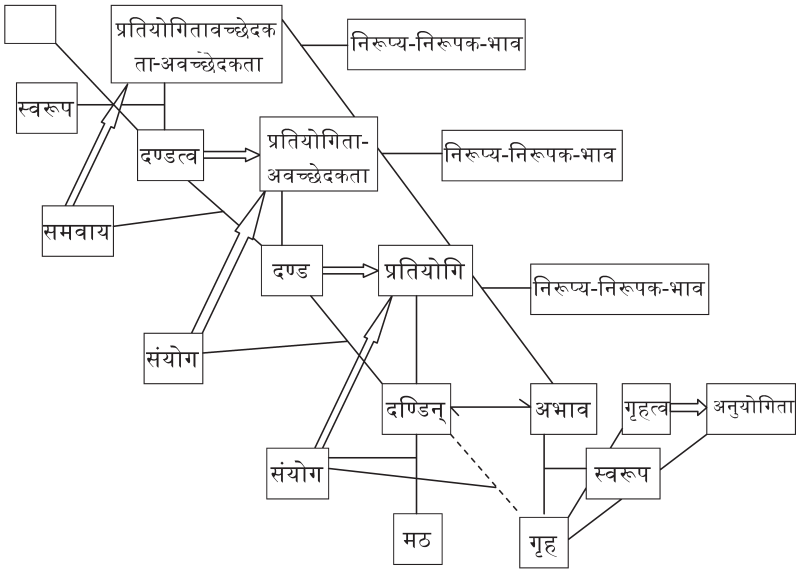 प्रतियोगितावच्छेदक
ता-अवच्छेदकता
निरूप्य-निरूपक-भाव
स्वरूप
दण्डत्व
प्रतियोगिता-
अवच्छेदकता
निरूप्य-निरूपक-भाव
समवाय
दण्ड
प्रतियोगि
निरूप्य-निरूपक-भाव
संयोग
दण्डिन्
अभाव
गृहत्व
अनुयोगिता
संयोग
स्वरूप
मठ
गृह